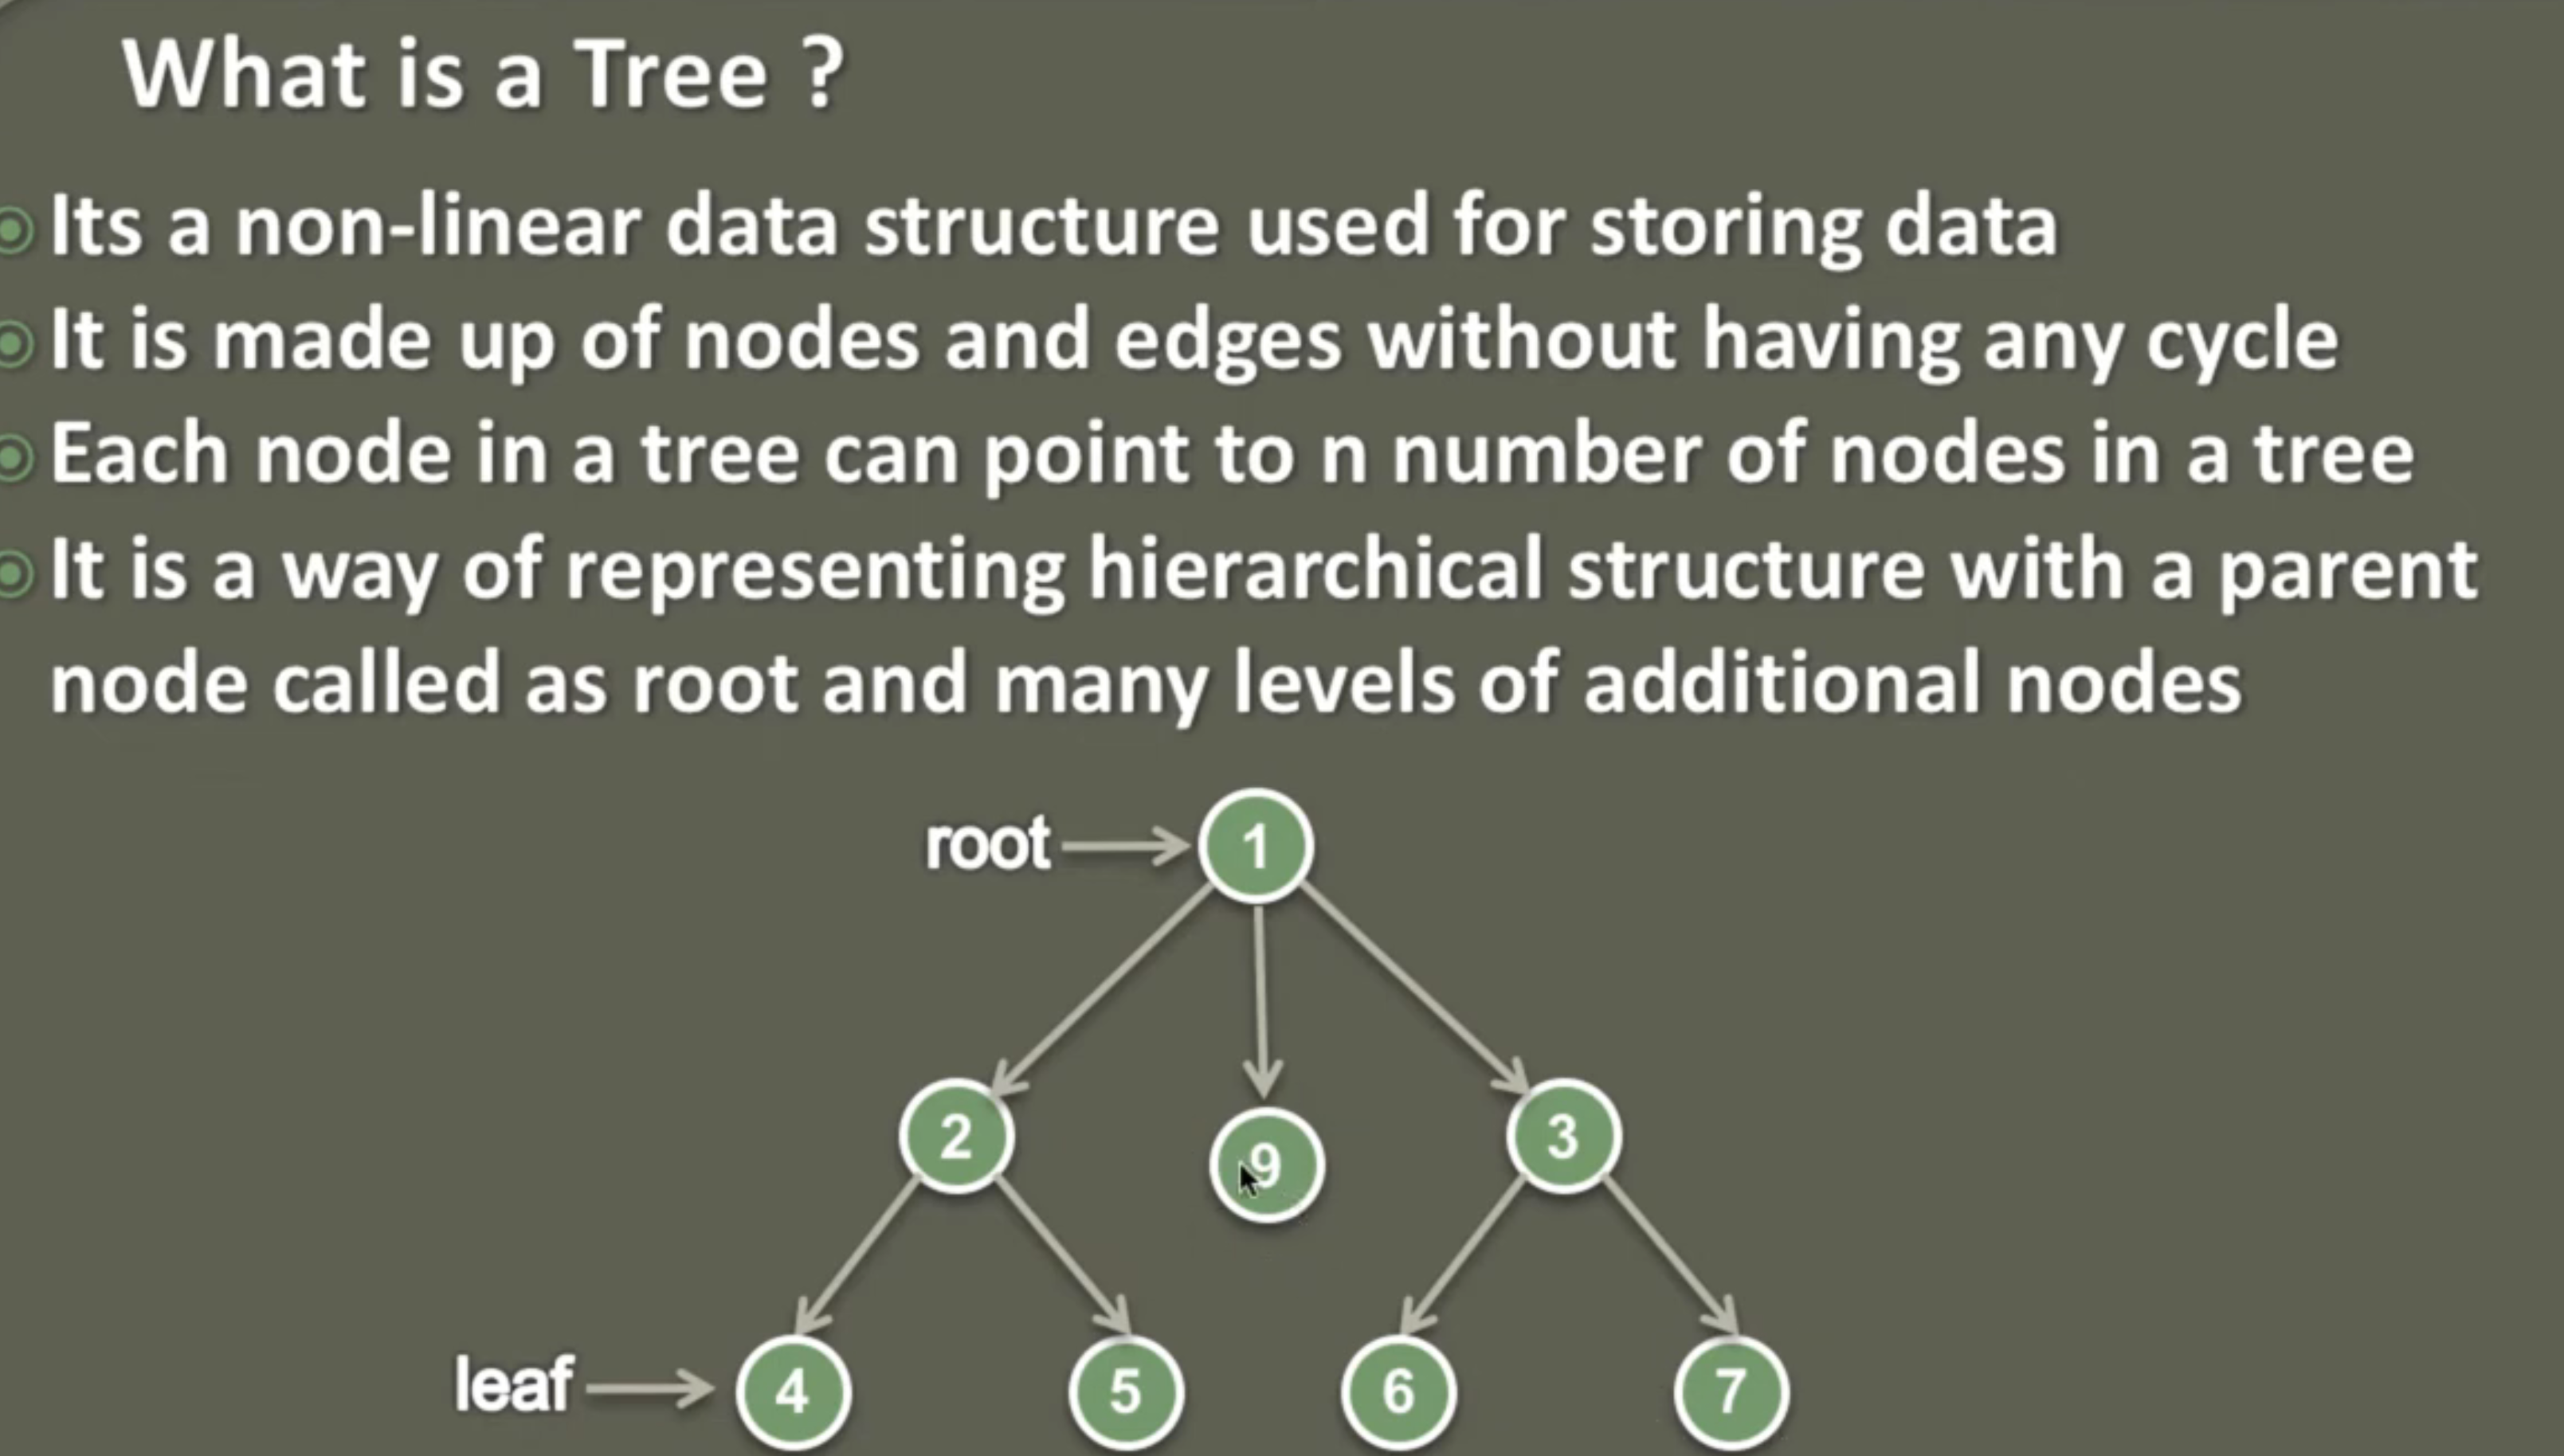 What is a Tree ?
Its a non-linear data structure used for storing data
It is made up of nodes and edges without having any cycle
Each node in a tree can point to n number of nodes in a tree
It is a way of representing hierarchical structure with a parent
node called as root and many levels of additional nodes
root 1
2 9 3
leaf 4 5 6 7